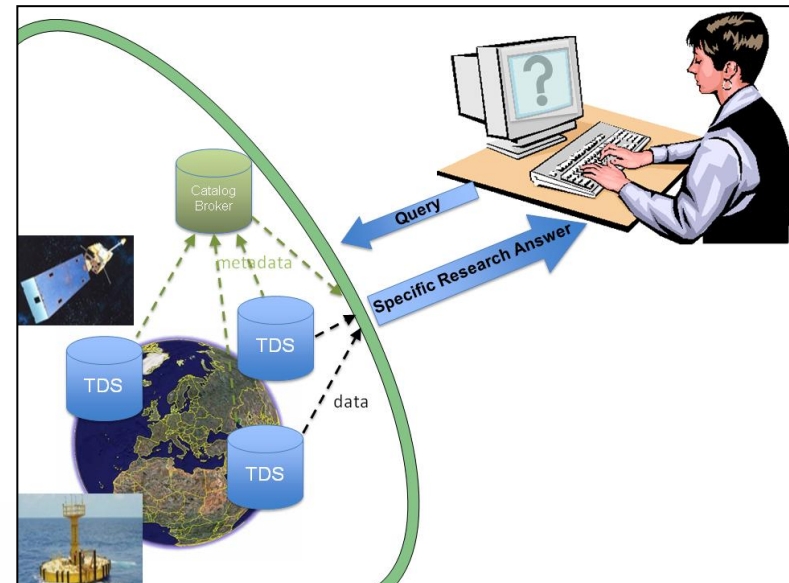 ?
Catalog
Broker
Query
Specific Research Answer
metadata
TDS
TDS
TDS
data